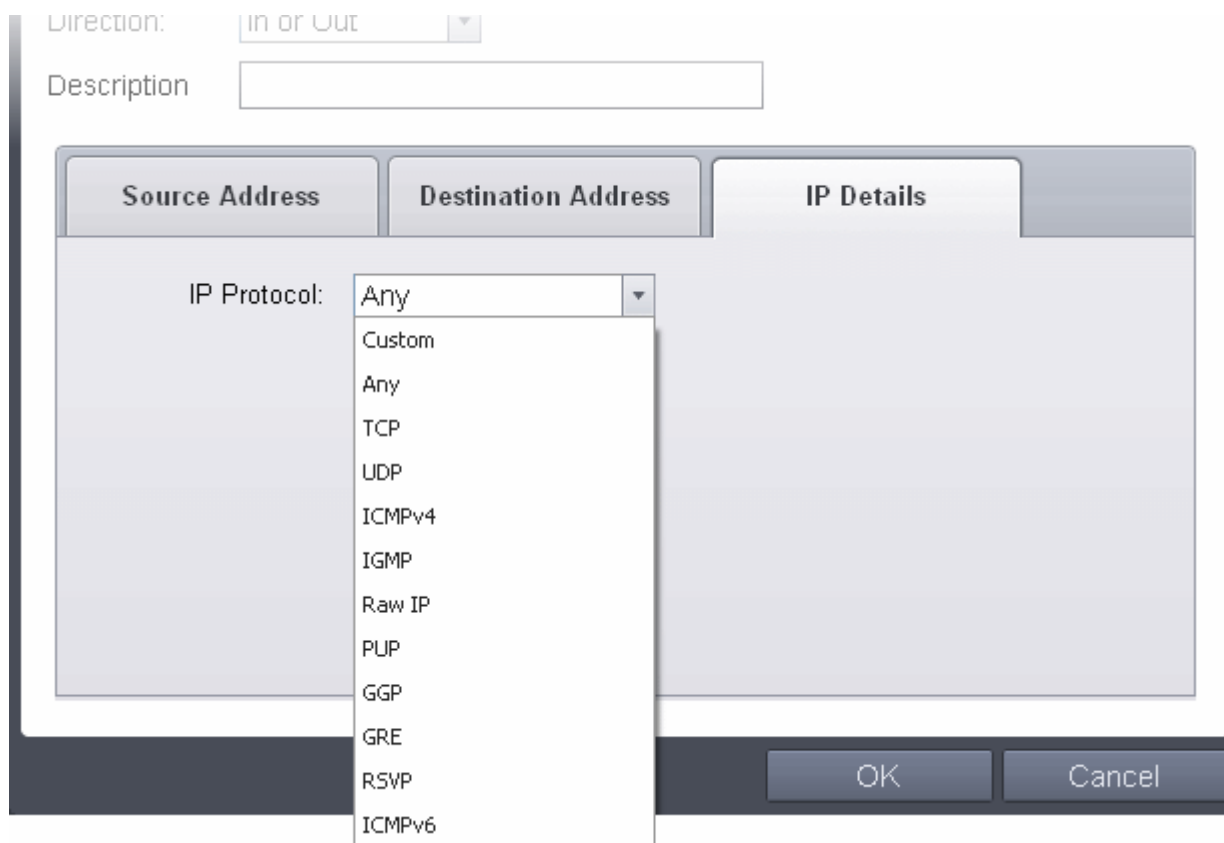 Direction: In or Out
Description
Source Address Destination Address IP Details
IP Protocol: Any
Custom
Any
TCP
UDP
ICMPv4
IGMP
Raw IP
PUP
GGP
GRE
RSVP
ICMPv6
OK Cancel